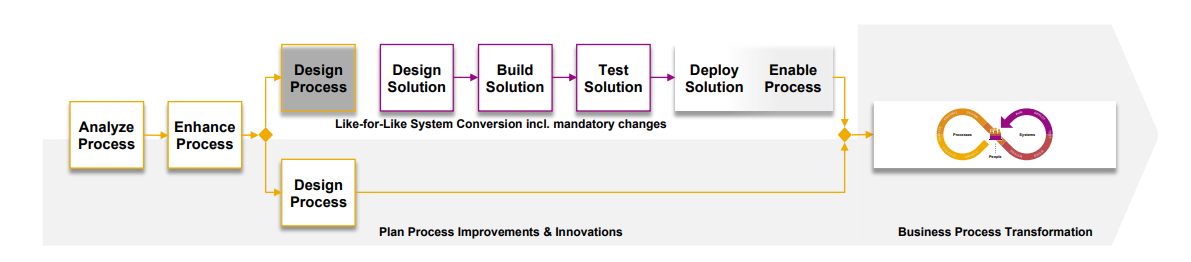 Analyze
Process
Enhance
Process
Design
Process
Design
Solution
Build
Solution
Test
Solution
Deploy
Solution
Enable
Process
Like-for-Like System Conversion incl. mandatory changes
Design
Process
Plan Process Improvements & Innovations
Processes
Systems
People
Business Process Transformation